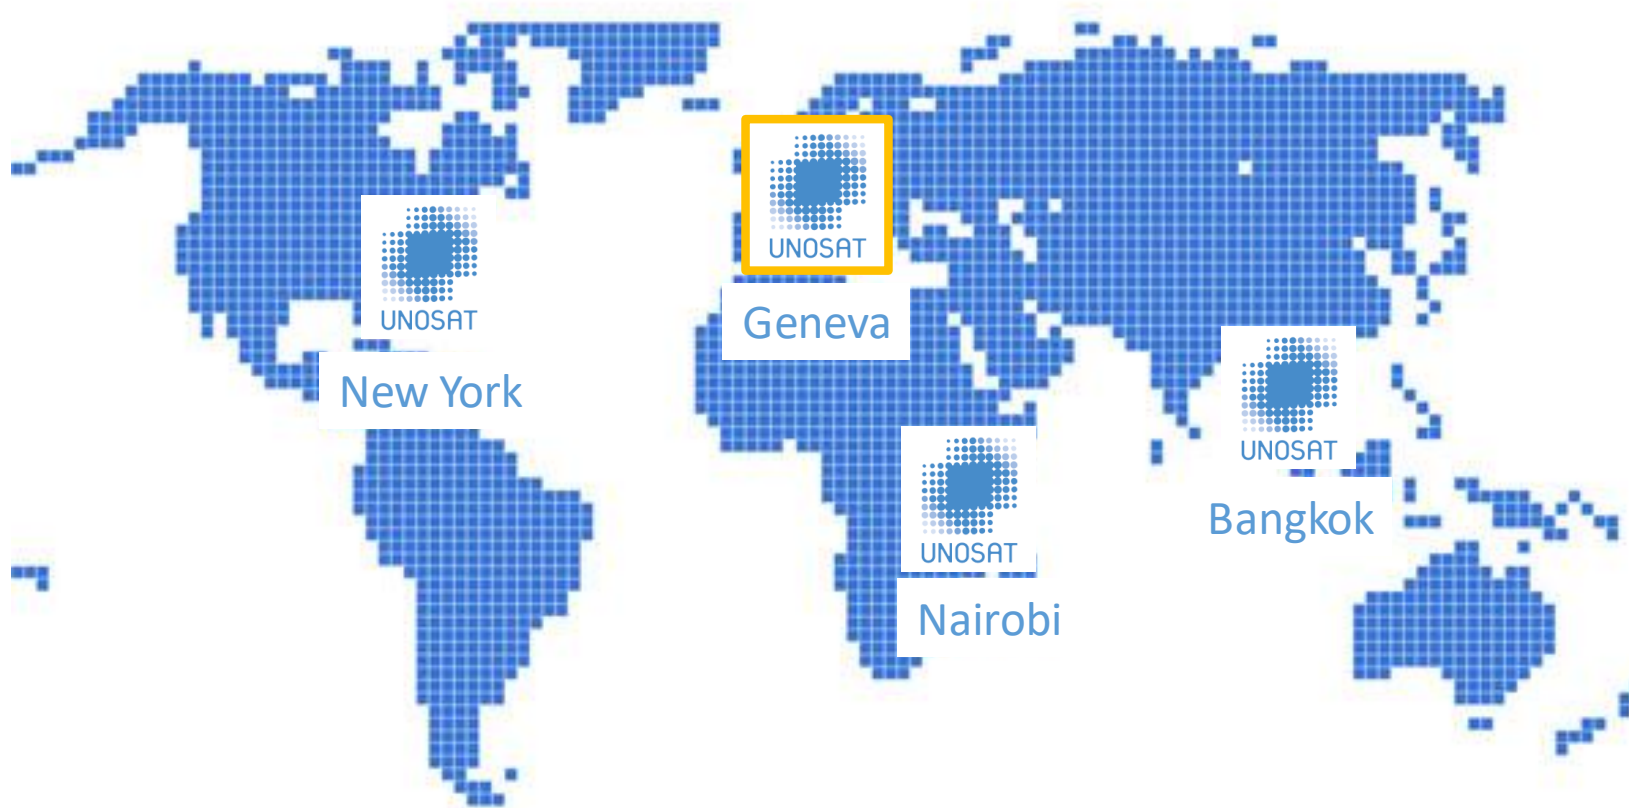 UNOSAT
Geneva
UNOSAT
New York
UNOSAT
Bangkok
UNOSAT
Nairobi